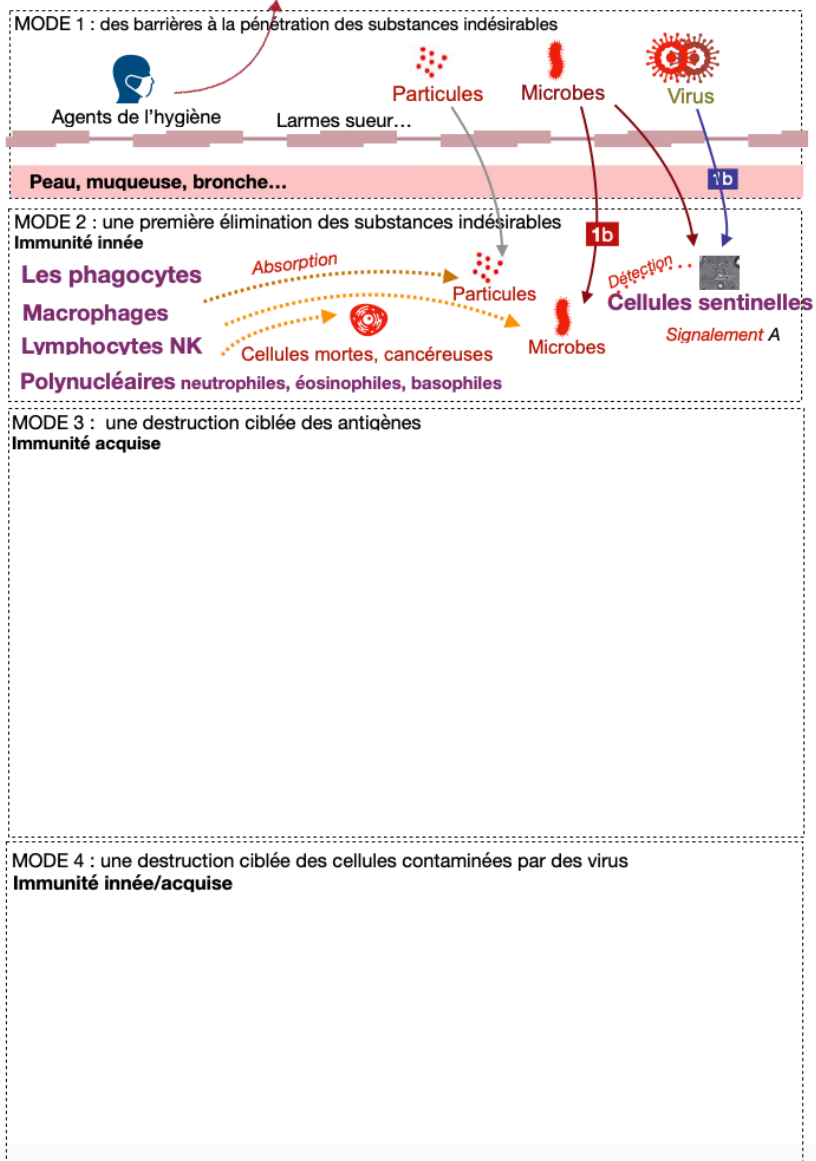 MODE 1 : des barrières à la pénétration des substances indésirables
Particules
Microbes
Virus
Agents de l'hygiène
Larmes sueur…
Peau, muqueuse, bronche…
1b
MODE 2 : une première élimination des substances indésirables
Immunité innée
1b
Les phagocytes
Absorption
Détection
Particules
Cellules sentinelles
Macrophages
Signalement A
Lymphocytes NK
Cellules mortes, cancéreuses
Microbes
Polynucléaires neutrophiles, éosinophiles, basophiles
MODE 3 : une destruction ciblée des antigènes
Immunité acquise
MODE 4 : une destruction ciblée des cellules contaminées par des virus
Immunité innée/acquise